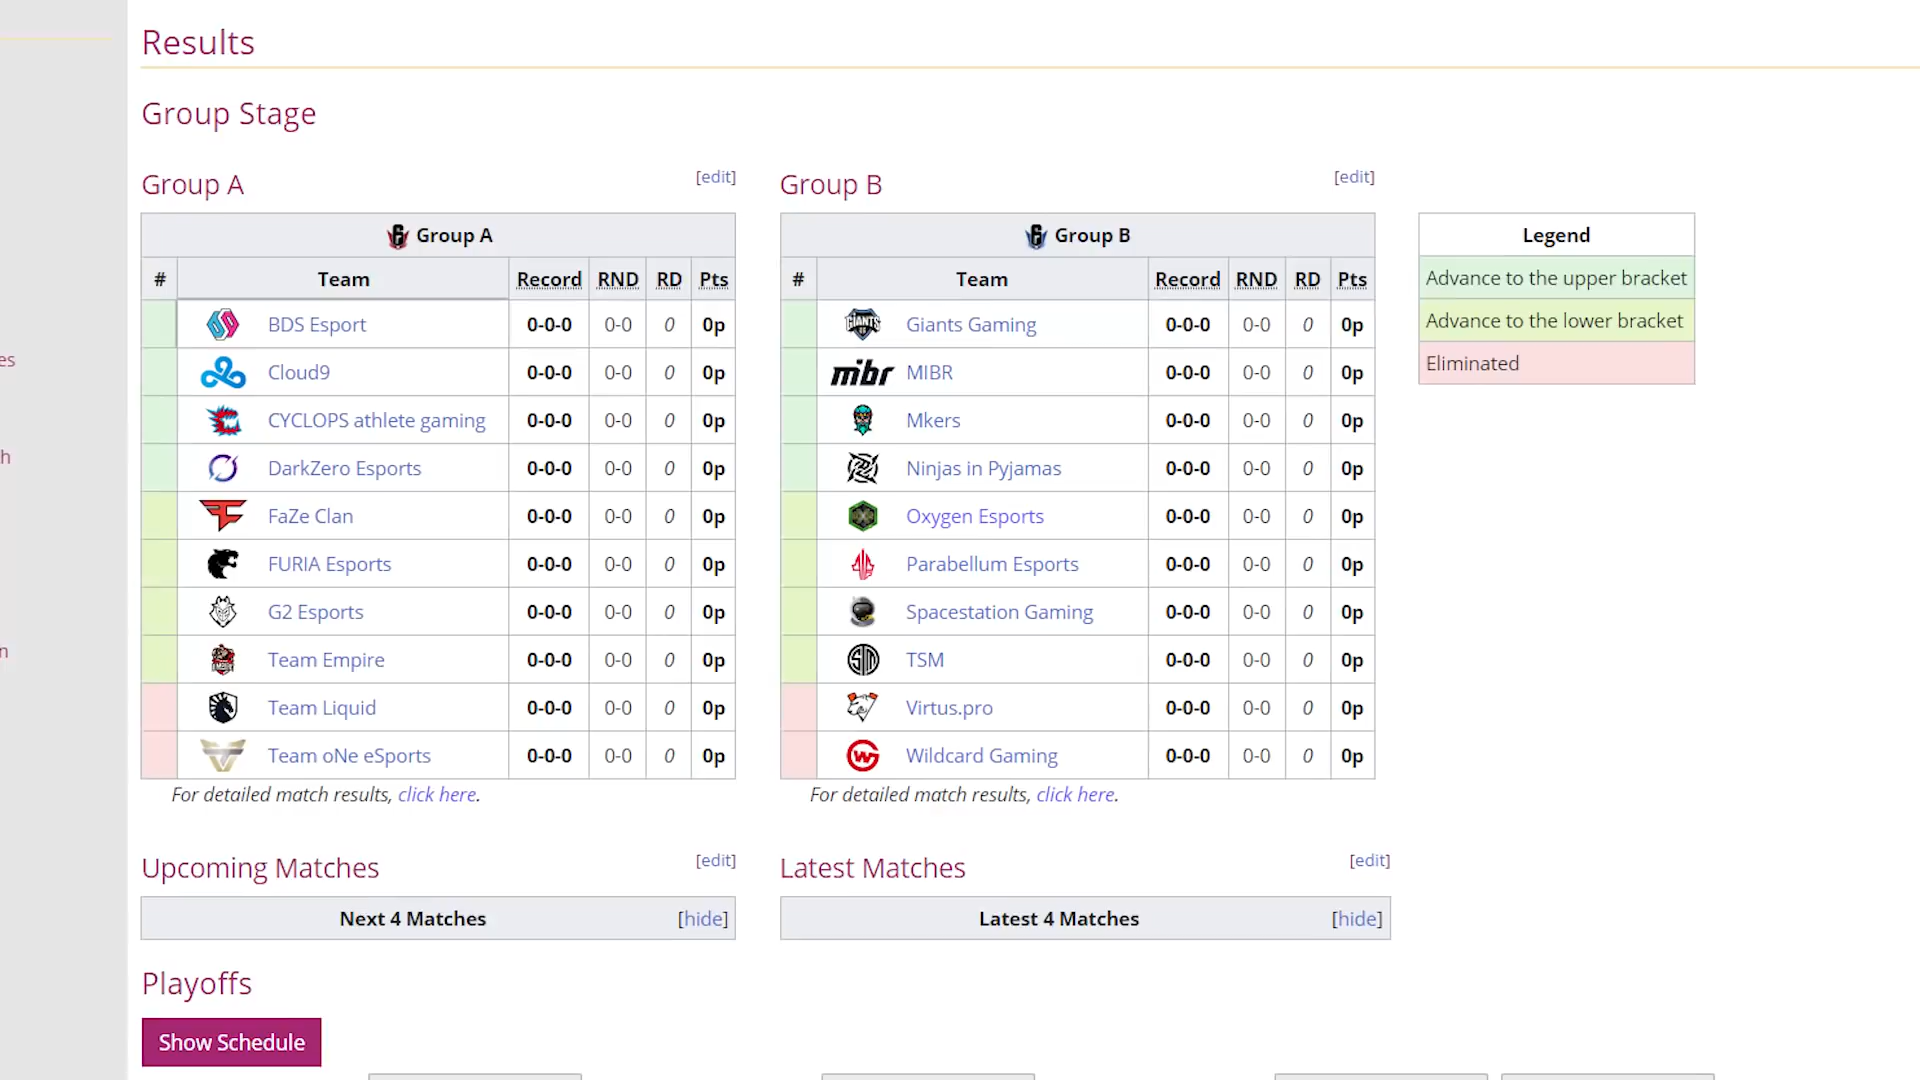 Results
Group Stage
Group A [edit]
Group A
# Team Record RND RD Pts
BDS Esport 0-0-0 0-0 0 0p
Cloud9 0-0-0 0-0 0 0p
CYCLOPS athlete gaming 0-0-0 0-0 0 0p
DarkZero Esports 0-0-0 0-0 0 0p
FaZe Clan 0-0-0 0-0 0 0p
FURIA Esports 0-0-0 0-0 0 0p
G2 Esports 0-0-0 0-0 0 0p
Team Empire 0-0-0 0-0 0 0p
Team Liquid 0-0-0 0-0 0 0p
Team oNe eSports 0-0-0 0-0 0 0p
For detailed match results, click here.
Group B [edit]
Group B
# Team Record RND RD Pts
GIANTS Giants Gaming 0-0-0 0-0 0 0p
mibr MIBR 0-0-0 0-0 0 0p
Mkers 0-0-0 0-0 0 0p
Ninjas in Pyjamas 0-0-0 0-0 0 0p
Oxygen Esports 0-0-0 0-0 0 0p
Parabellum Esports 0-0-0 0-0 0 0p
Spacestation Gaming 0-0-0 0-0 0 0p
TSM 0-0-0 0-0 0 0p
Virtus.pro 0-0-0 0-0 0 0p
Wildcard Gaming 0-0-0 0-0 0 0p
For detailed match results, click here.
Legend
Advance to the upper bracket
Advance to the lower bracket
Eliminated
es
h
n
Upcoming Matches [edit]
Next 4 Matches [hide]
Latest Matches [edit]
Latest 4 Matches [hide]
Playoffs
Show Schedule